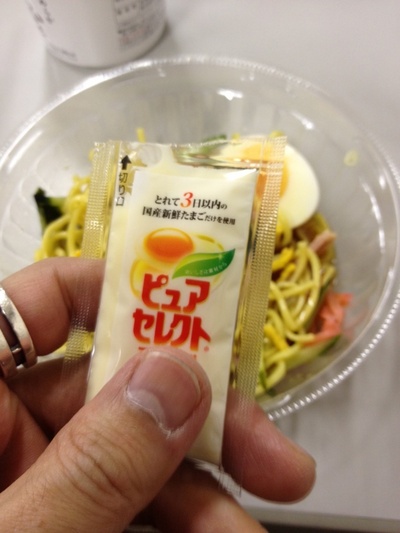 切り口
とれて3日以内の
国産新鮮たまごだけを使用
ピュア
セレクト